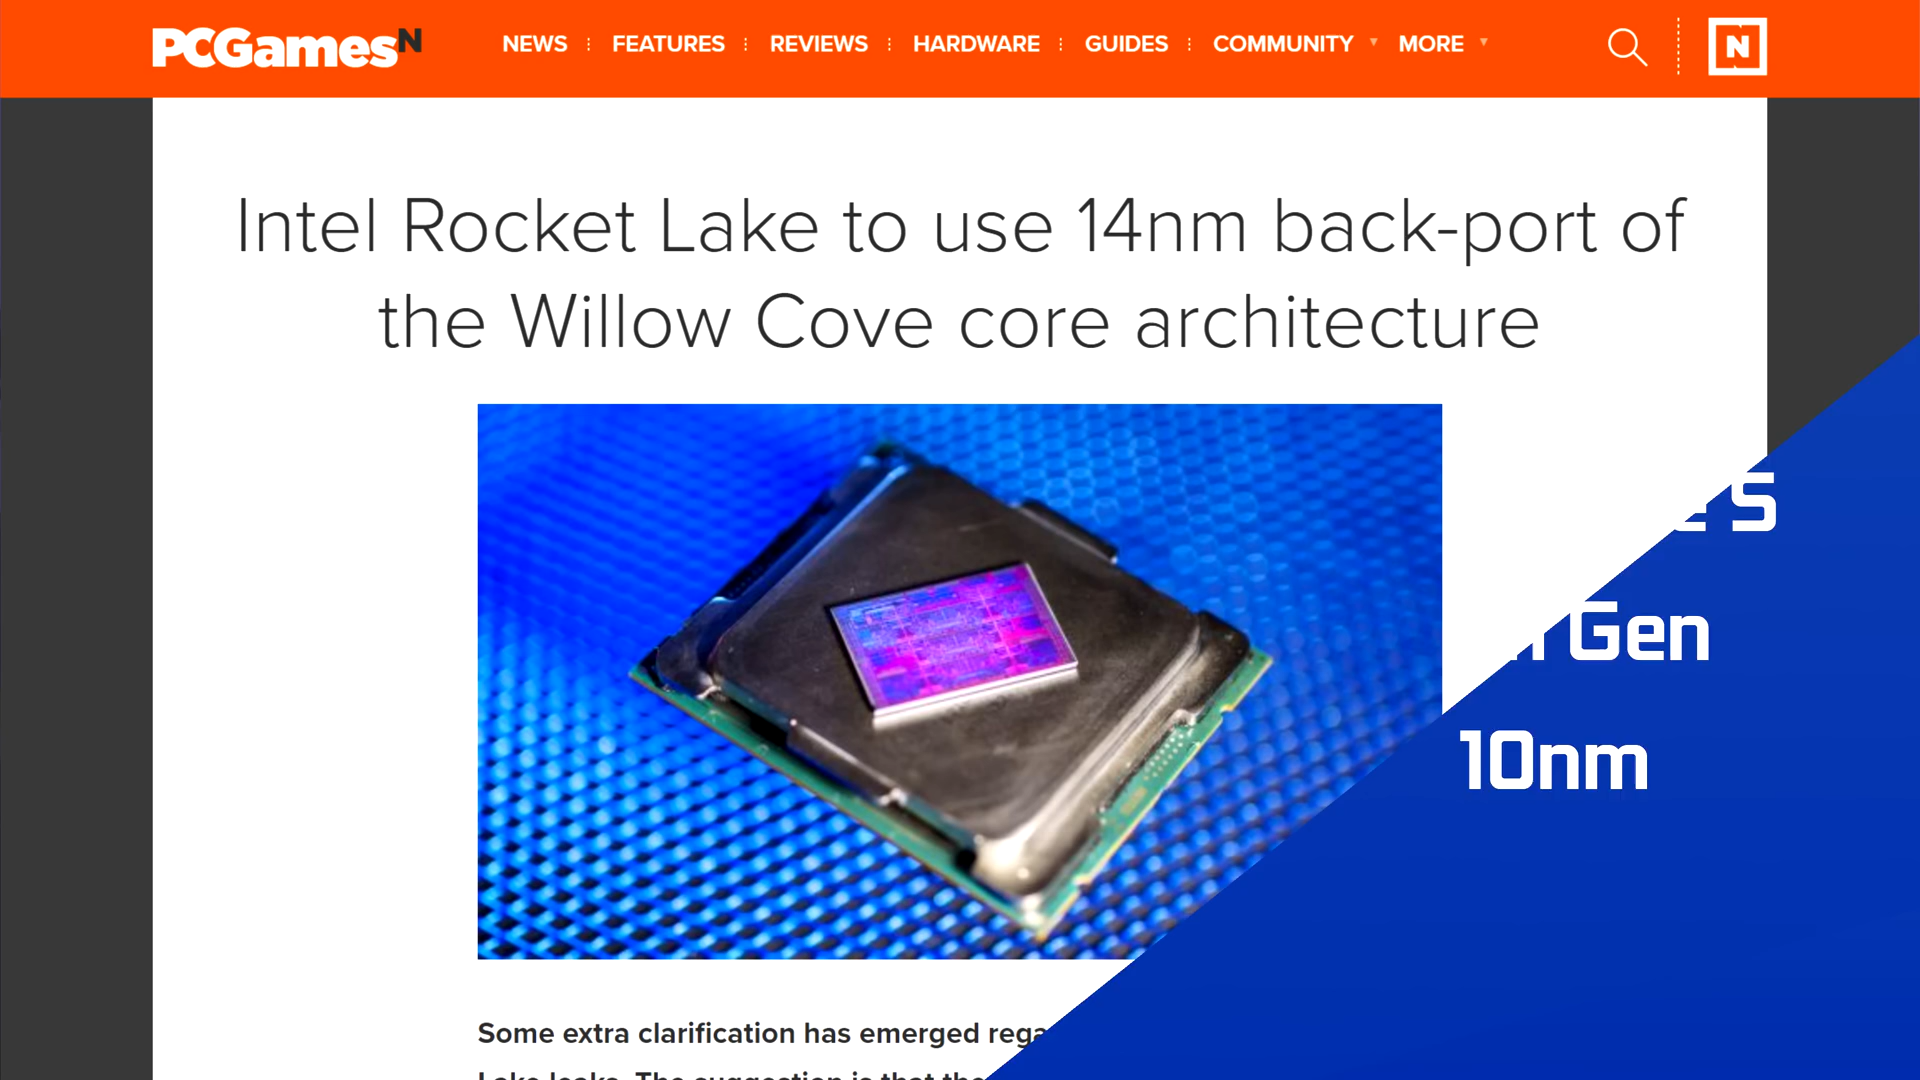 PCGamesN
NEWS FEATURES REVIEWS HARDWARE GUIDES COMMUNITY MORE
N
Intel Rocket Lake to use 14nm back-port of
the Willow Cove core architecture
Gen
10nm
Some extra clarification has emerged